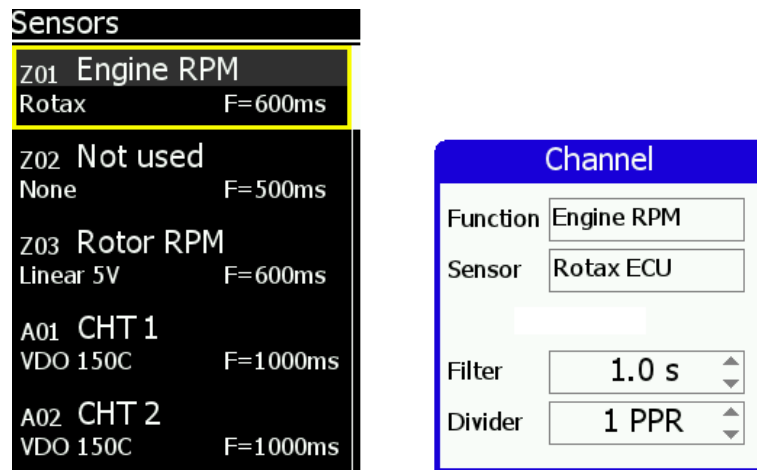 Sensors
Z01 Engine RPM
Rotax F=600ms
Z02 Not used
None F=500ms
Z03 Rotor RPM
Linear 5V F=600ms
A01 CHT 1
VDO 150C F=1000ms
A02 CHT 2
VDO 150C F=1000ms
Channel
Function Engine RPM
Sensor Rotax ECU
Filter 1.0 s
Divider 1 PPR